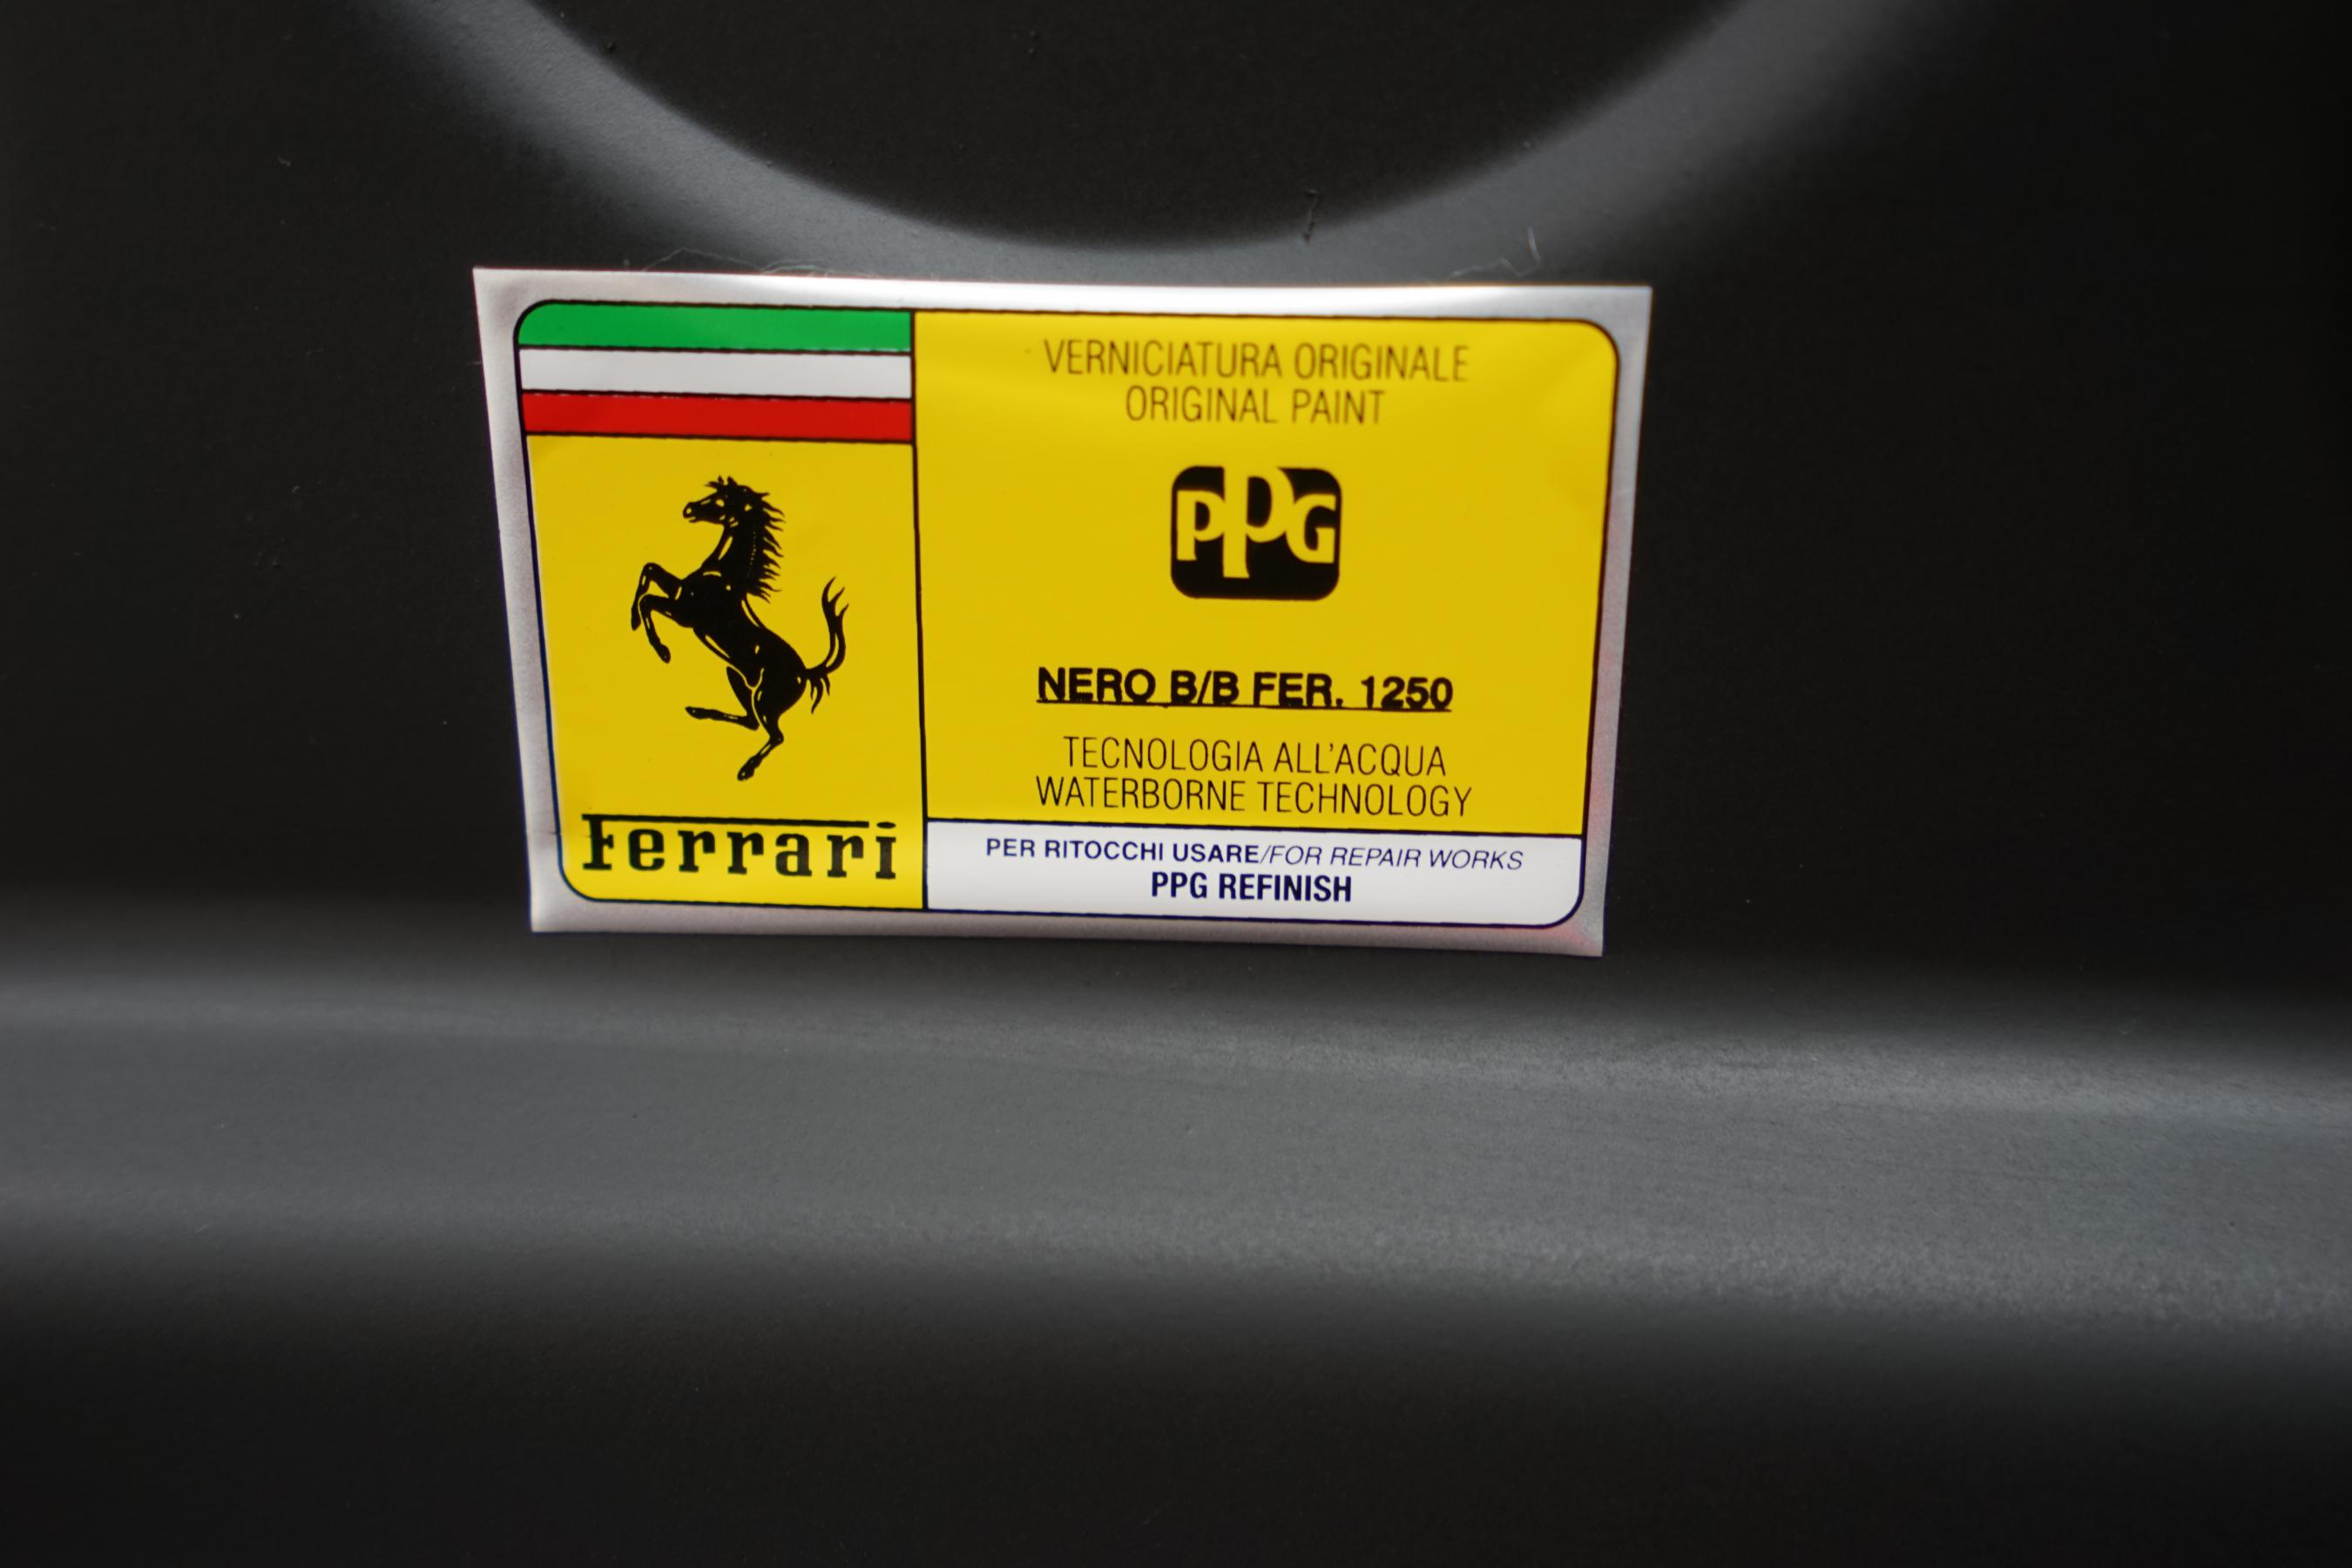 VERNICIATURA ORIGINALE
ORIGINAL PAINT
PPG
NERO B/B FER. 1250
TECNOLOGIA ALL'ACQUA
WATERBORNE TECHNOLOGY
Ferrari
PER RITOCCHI USARE/FOR REPAIR WORKS
PPG REFINISH